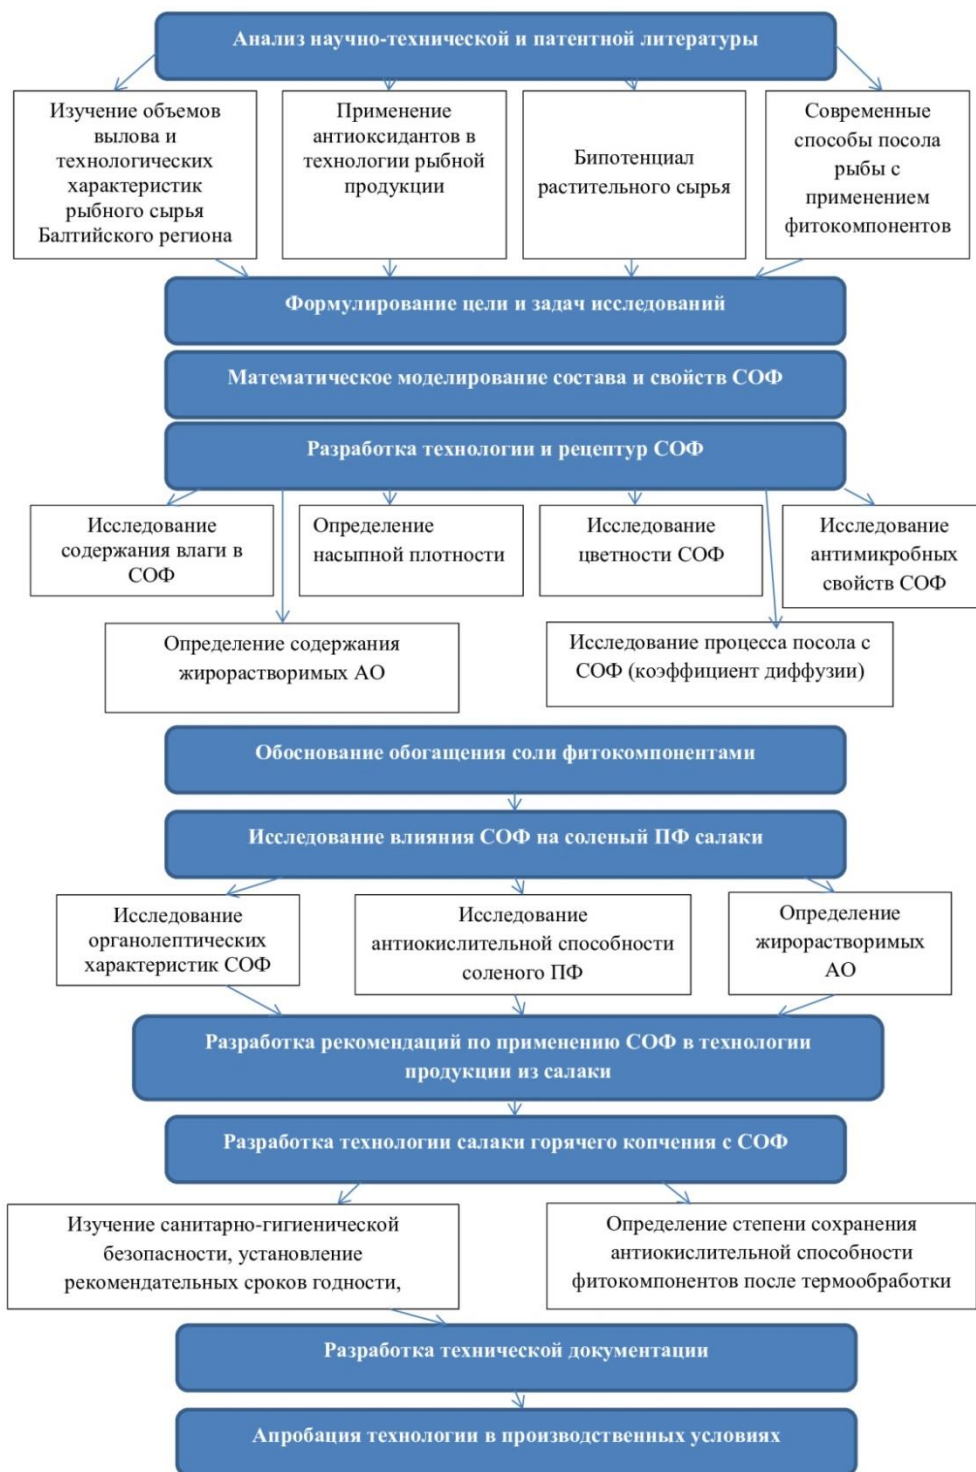 Анализ научно-технической и патентной литературы
Изучение объемов
вылова и
технологических
характеристик
рыбного сырья
Балтийского региона
Применение
антиоксидантов в
технологии рыбной
продукции
Бипотенциал
растительного сырья
Современные
способы посола
рыбы с
применением
фитокомпонентов
Формулирование цели и задач исследований
Математическое моделирование состава и свойств СОФ
Разработка технологии и рецептур СОФ
Исследование
содержания влаги в
СОФ
Определение
насыпной плотности
Исследование
цветности СОФ
Исследование
антимикробных
свойств СОФ
Определение содержания
жирорастворимых АО
Исследование процесса посола с
СОФ (коэффициент диффузии)
Обоснование обогащения соли фитокомпонентами
Исследование влияния СОФ на соленый ПФ салаки
Исследование
органолептических
характеристик СОФ
Исследование
антиокислительной способности
соленого ПФ
Определение
жирорастворимых
АО
Разработка рекомендаций по применению СОФ в технологии
продукции из салаки
Разработка технологии салаки горячего копчения с СОФ
Изучение санитарно-гигиенической
безопасности, установление
рекомендательных сроков годности,
Определение степени сохранения
антиокислительной способности
фитокомпонентов после термообработки
Разработка технической документации
Апробация технологии в производственных условиях